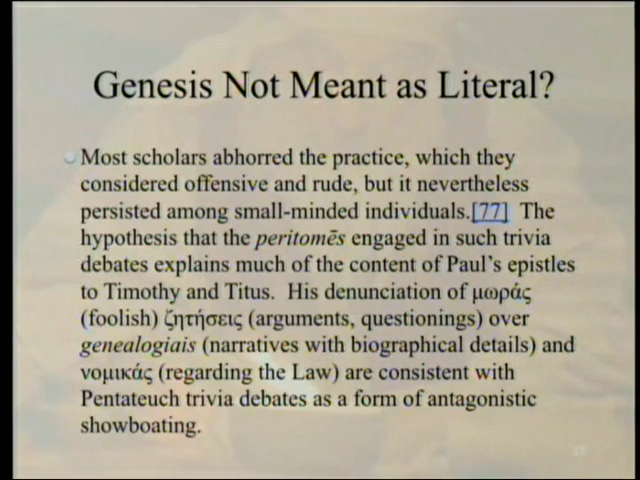 Genesis Not Meant as Literal?
Most scholars abhorred the practice, which they
considered offensive and rude, but it nevertheless
persisted among small-minded individuals.[77] The
hypothesis that the peritomēs engaged in such trivia
debates explains much of the content of Paul's epistles
to Timothy and Titus. His denunciation of μωράς
(foolish) ζητήσεις (arguments, questionings) over
genealogiais (narratives with biographical details) and
νομικάς (regarding the Law) are consistent with
Pentateuch trivia debates as a form of antagonistic
showboating.